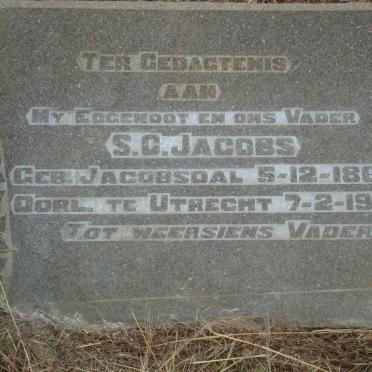 TER GEDAGTENIS
AAN
MY EGGENOOT EN ONS VADER
S.C. JACOBS
GEB. JACOBSDAL 5-12-18
OORL. TE UTRECHT 7-2-19
TOT WEERSIENS VADER